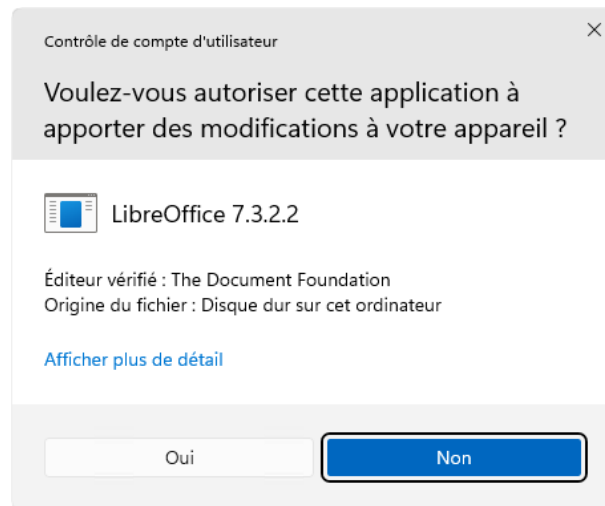 Contrôle de compte d'utilisateur
Voulez-vous autoriser cette application à
apporter des modifications à votre appareil ?
LibreOffice 7.3.2.2
Éditeur vérifié : The Document Foundation
Origine du fichier : Disque dur sur cet ordinateur
Afficher plus de détail
Oui
Non